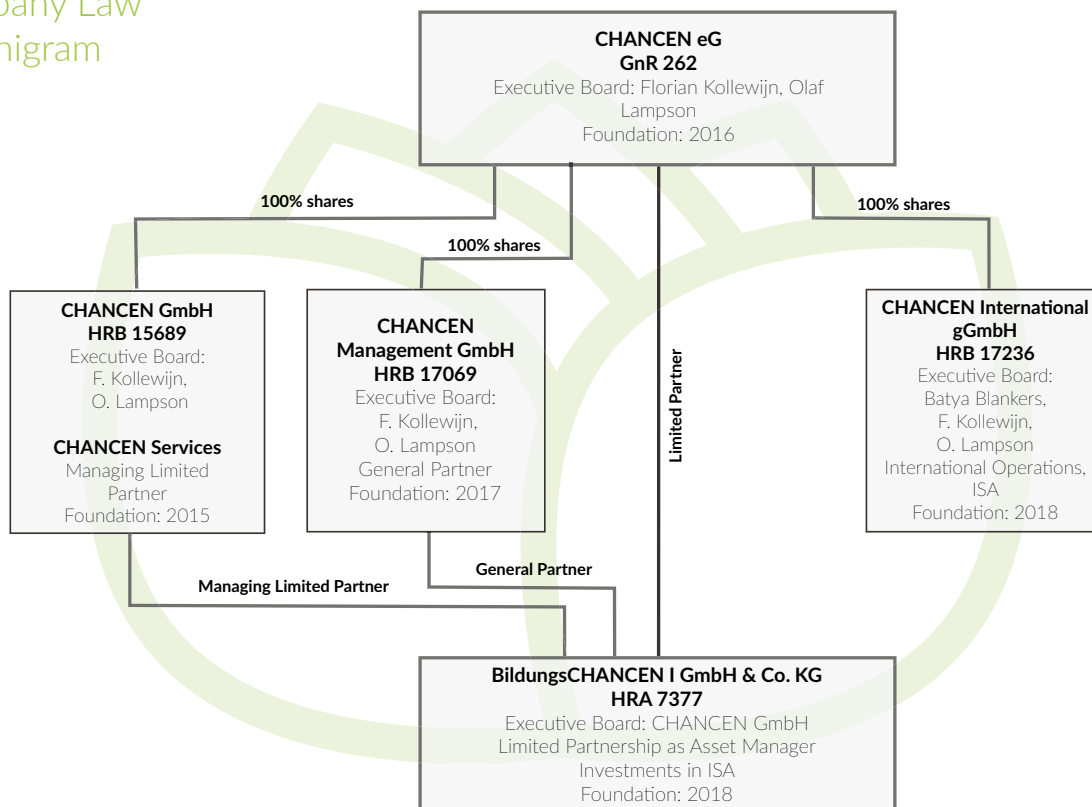 Law
CHANCEN eG
GnR 262
Executive Board: Florian Kollewijn, Olaf
Lampson
Foundation: 2016
100% shares
100% shares
100% shares
CHANCEN GmbH
HRB 15689
Executive Board:
F. Kollewijn,
O. Lampson
CHANCEN Services
Managing Limited
Partner
Foundation: 2015
CHANCEN
Management GmbH
HRB 17069
Executive Board:
F. Kollewijn,
O. Lampson
General Partner
Foundation: 2017
Limited Partner
CHANCEN International
gGmbH
HRB 17236
Executive Board:
Batya Blankers,
F. Kollewijn,
O. Lampson
International Operations,
ISA
Foundation: 2018
Managing Limited Partner
General Partner
BildungsCHANCEN I GmbH & Co. KG
HRA 7377
Executive Board: CHANCEN GmbH
Limited Partnership as Asset Manager
Investments in ISA
Foundation: 2018